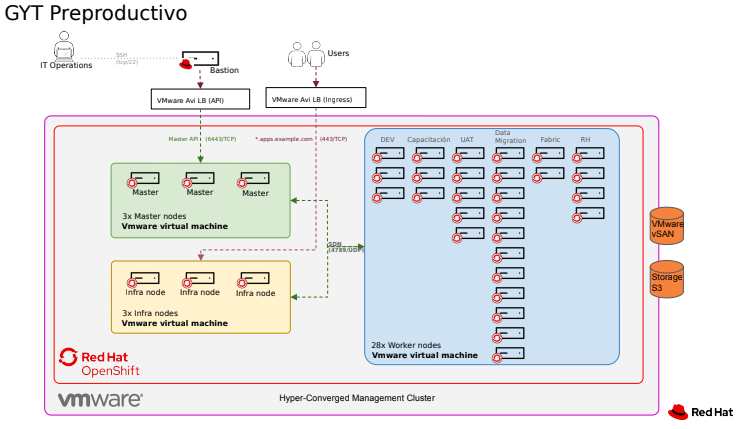 GYT Preproductivo
IT Operations
SSH
(tcp/22)
Bastion
Users
VMware Avi LB (API)
VMware Avi LB (Ingress)
Master API (6443/TCP)
*.apps.example.com (443/TCP)
DEV
Capacitación
UAT
Data
Migration
Fabric
RH
Master
Master
Master
3x Master nodes
Vmware virtual machine
SDN
(4789/UDP)
Infra node
Infra node
Infra node
3x Infra nodes
Vmware virtual machine
28x Worker nodes
Vmware virtual machine
VMware
vSAN
Storage
S3
Red Hat
OpenShift
vmware®
Hyper-Converged Management Cluster
Red Hat